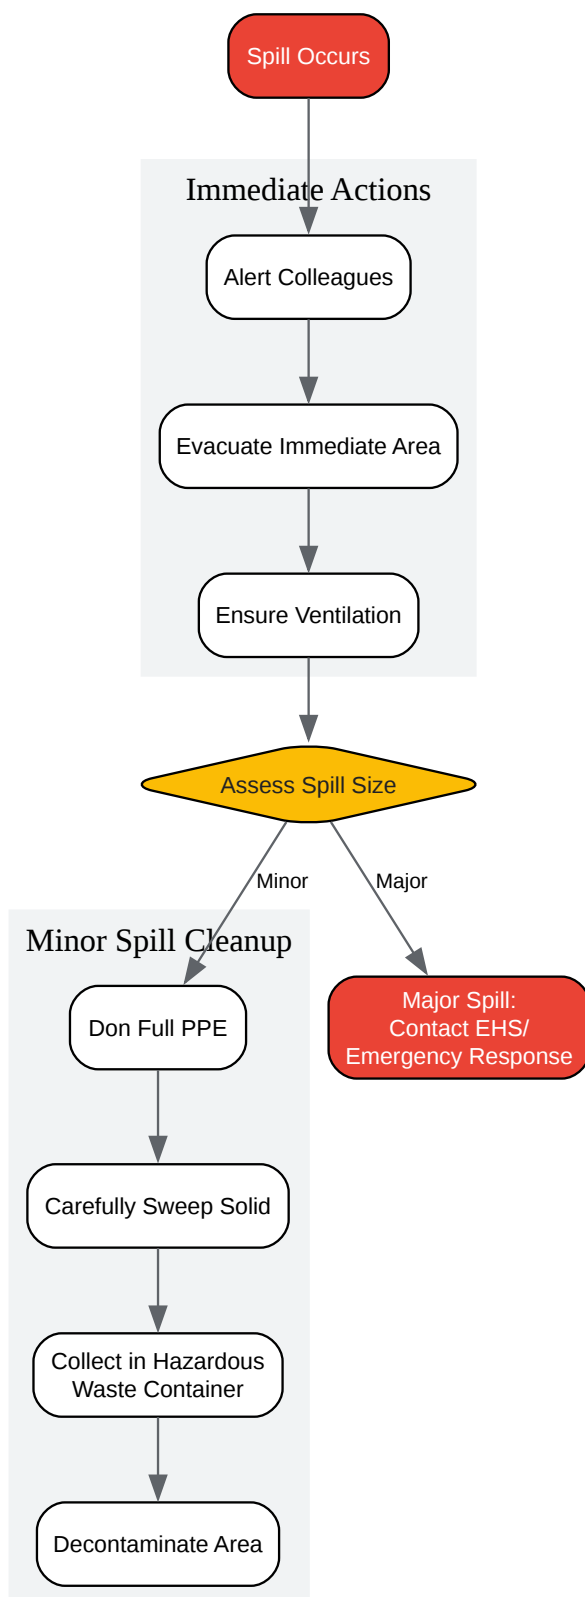 Spill Occurs
Immediate Actions
Alert Colleagues
Evacuate Immediate Area
Ensure Ventilation
Assess Spill Size
Minor
Major
Minor Spill Cleanup
Don Full PPE
Major Spill:
Contact EHS/
Emergency Response
Carefully Sweep Solid
Collect in Hazardous
Waste Container
Decontaminate Area